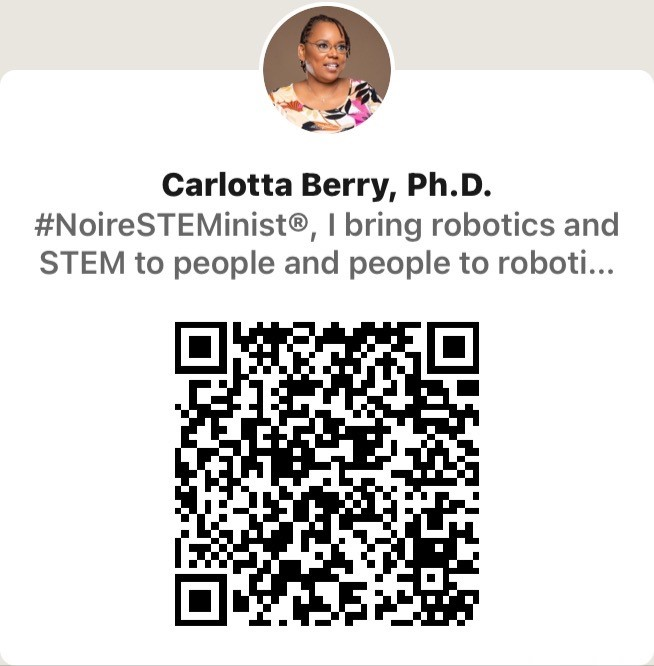 Carlotta Berry, Ph.D.
#NoireSTEMinist®, I bring robotics and
STEM to people and people to roboti...